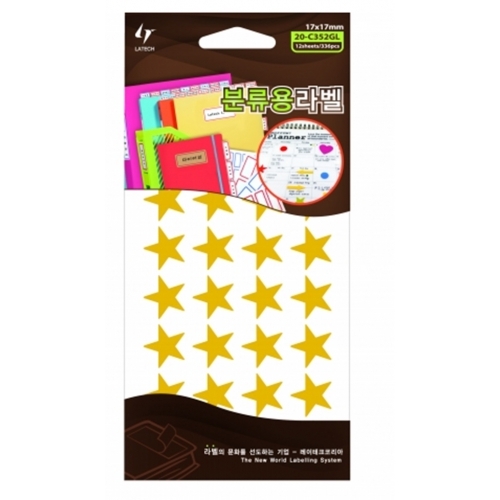 LATECH
17x17mm
20-C352GL
12sheets/336pcs
분류용라벨
Planner
라벨의 문화를 선도하는 기업 - 레이테크코리아
The New World Labelling System